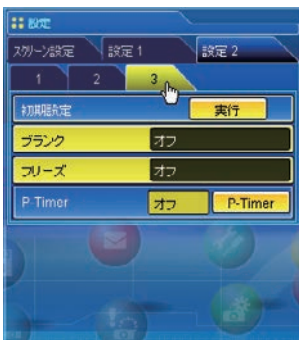 設定
スクリーン設定 設定 1 設定 2
1 2 3
初期設定 実行
ブランク オフ
フリーズ オフ
P-Timer オフ P-Timer